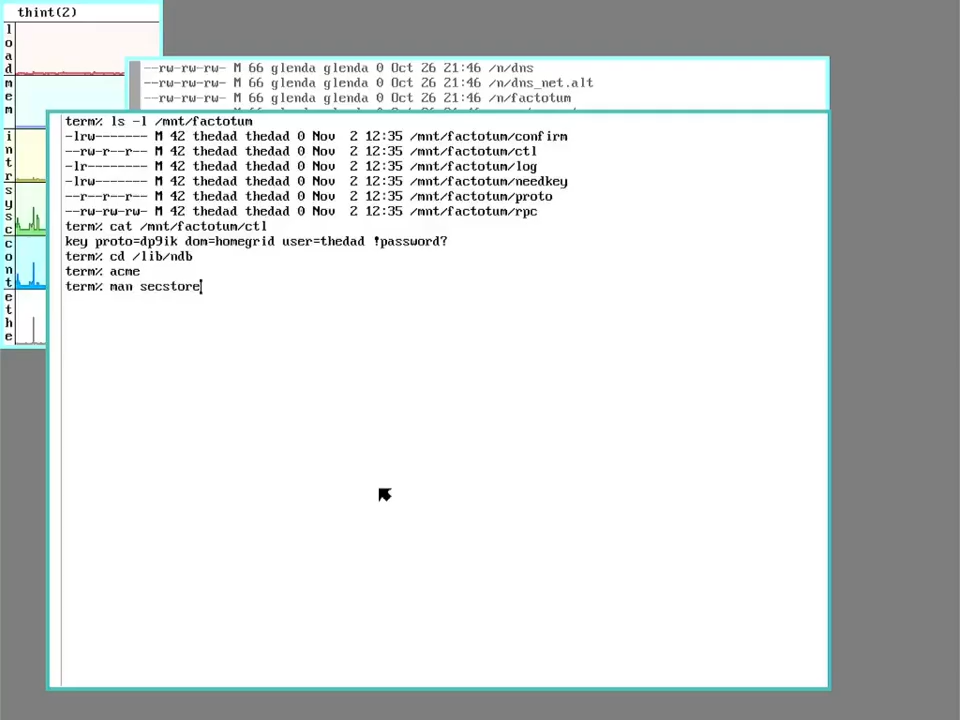 thint(2)
load
mem
intr
sysc
cont
ethe
--rw-rw-rw- M 66 glenda glenda 0 Oct 26 21:46 /n/dns
--rw-rw-rw- M 66 glenda glenda 0 Oct 26 21:46 /n/dns_net.alt
--rw-rw-rw- M 66 glenda glenda 0 Oct 26 21:46 /n/factotum
term% ls -l /mnt/factotum
-lrw------- M 42 thedad thedad 0 Nov  2 12:35 /mnt/factotum/confirm
--rw-r--r-- M 42 thedad thedad 0 Nov  2 12:35 /mnt/factotum/ctl
-lr-------- M 42 thedad thedad 0 Nov  2 12:35 /mnt/factotum/log
-lrw------- M 42 thedad thedad 0 Nov  2 12:35 /mnt/factotum/needkey
--r--r--r-- M 42 thedad thedad 0 Nov  2 12:35 /mnt/factotum/proto
--rw-rw-rw- M 42 thedad thedad 0 Nov  2 12:35 /mnt/factotum/rpc
term% cat /mnt/factotum/ctl
key proto=dp9ik dom=homegrid user=thedad !password?
term% cd /lib/ndb
term% acme
term% man secstore